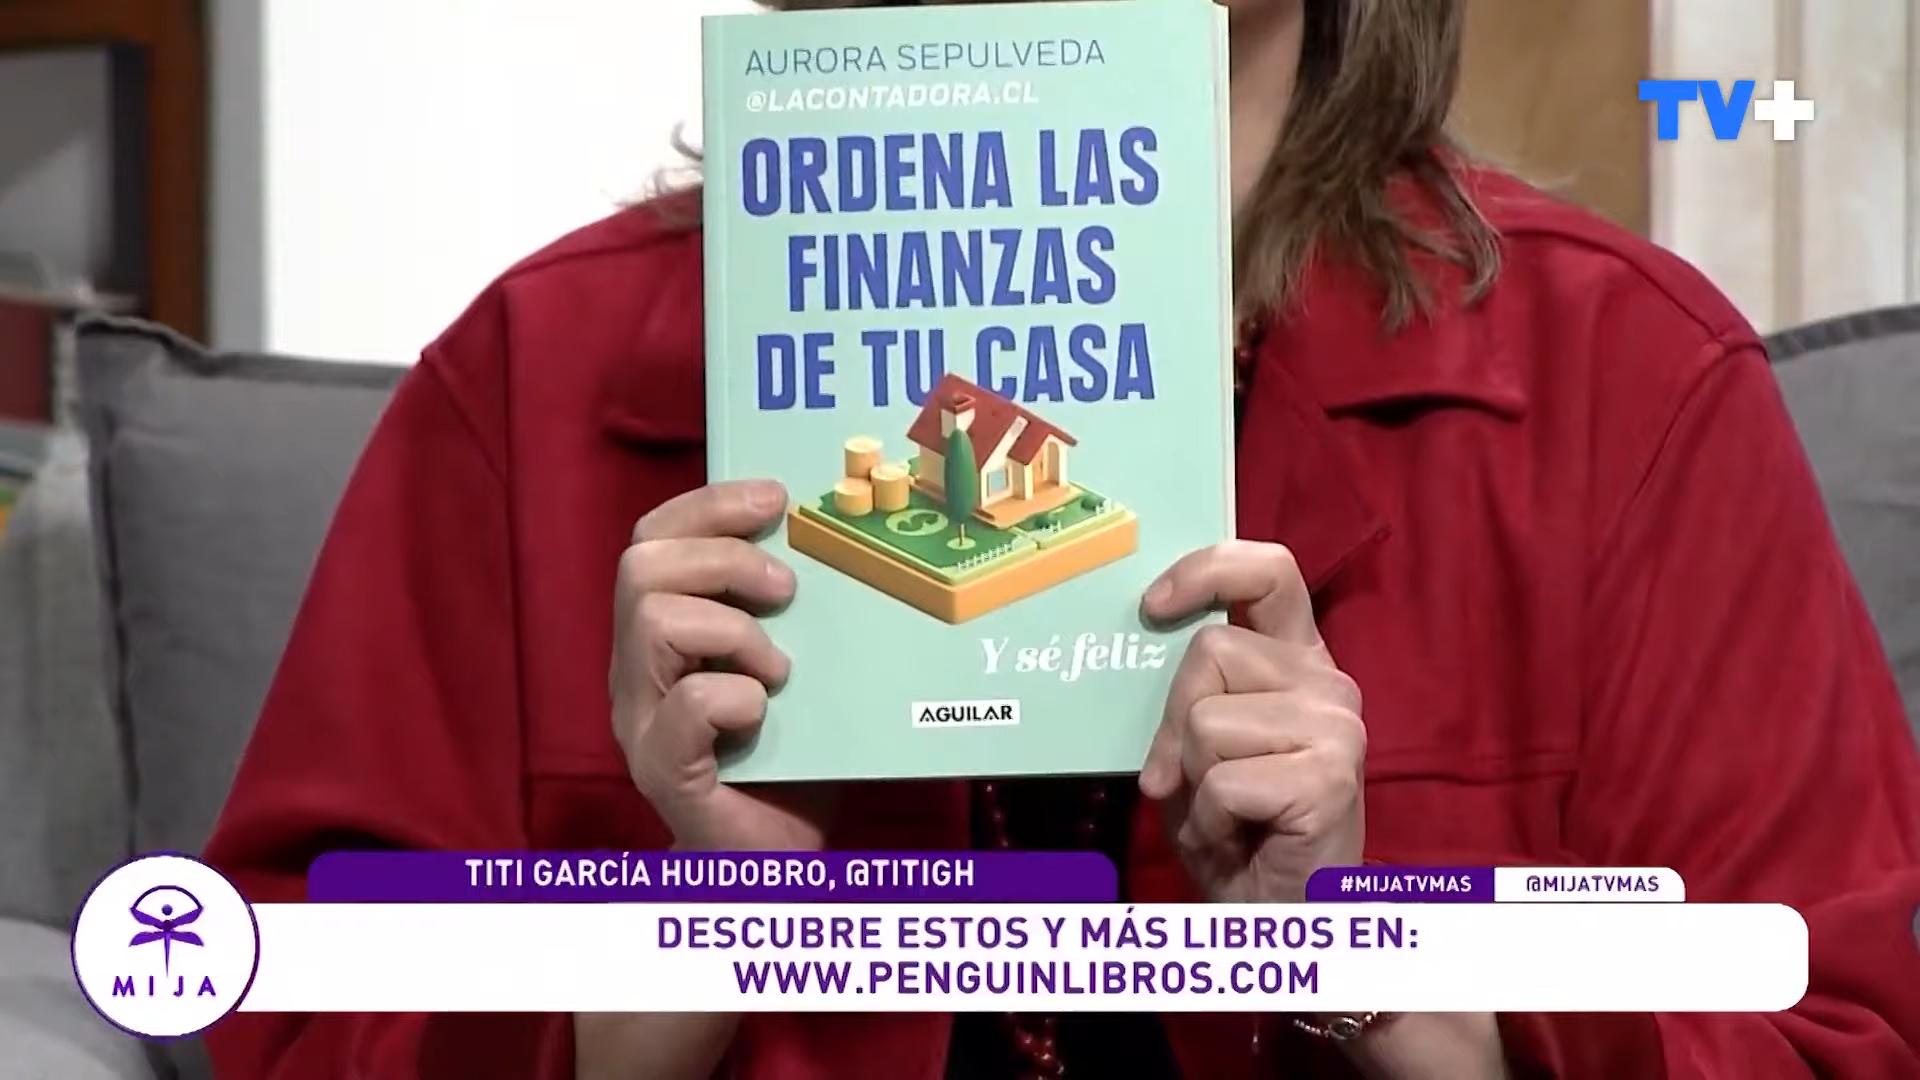 AURORA SEPULVEDA
@LACONTADORA.CL
ORDENA LAS
FINANZAS
DE TU CASA
Y sé feliz
AGUILAR
TV+
TITI GARCÍA HUIDOBRO, @TITIGH
#MIJATVMAS @MIJATVMAS
DESCUBRE ESTOS Y MÁS LIBROS EN:
WWW.PENGUINLIBROS.COM
MIJA